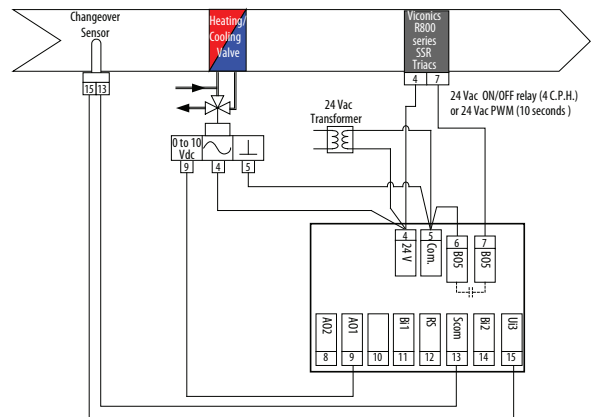 Changeover
Sensor
Heating/
Cooling
Valve
Viconics
R800
series
SSR
Triacs
15 13
4 7
24 Vac ON/OFF relay (4 C.P.H.)
or 24 Vac PWM (10 seconds )
24 Vac
Transformer
0 to 10
Vdc
9 4 5
4 5 6 7
24 V
Com.
BO5
BO5
AO2
AO1
Bi1
RS
Scom
Bi2
Ui3
8 9 10 11 12 13 14 15